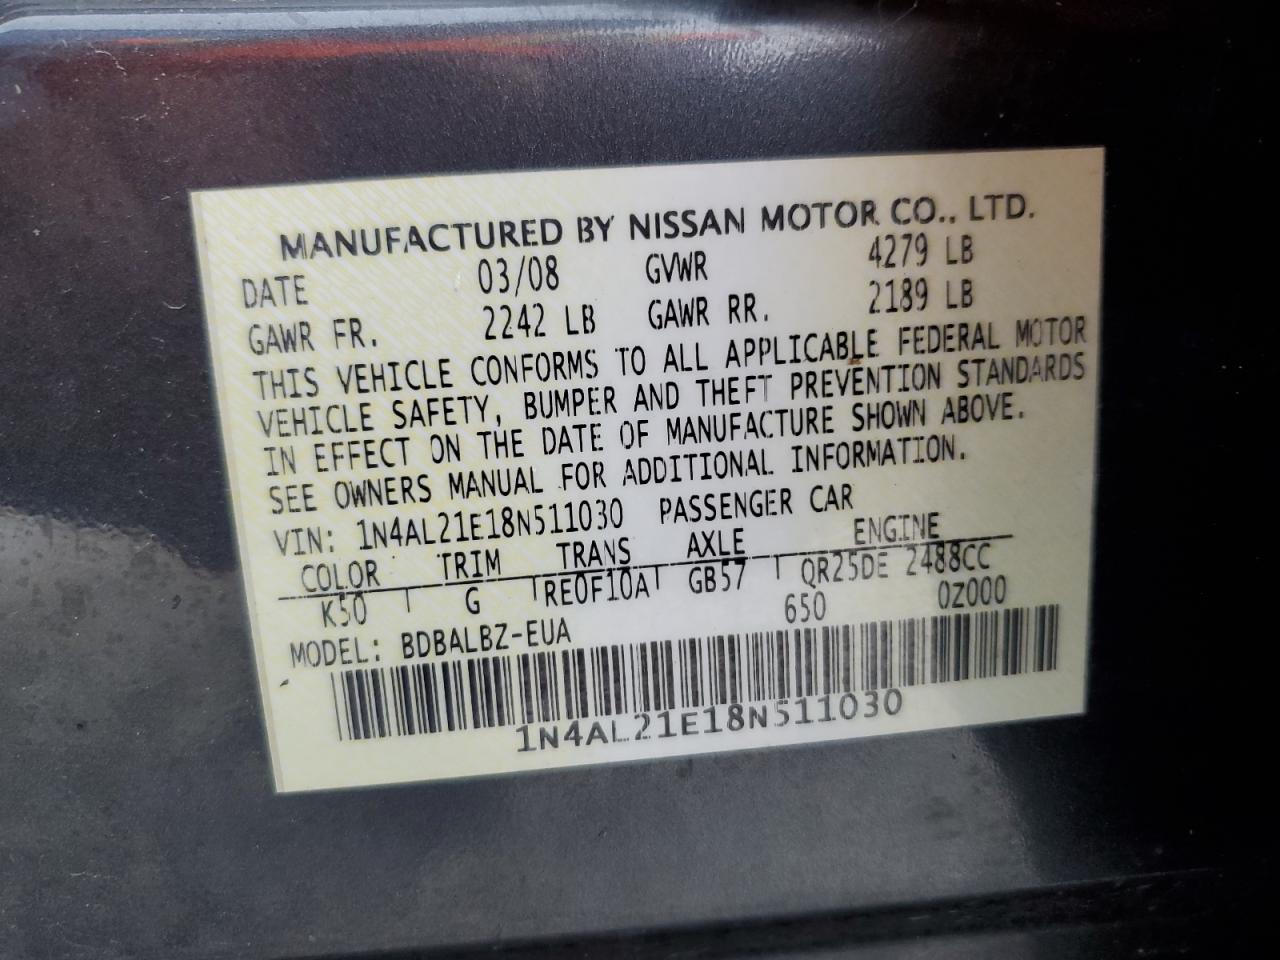 MANUFACTURED BY NISSAN MOTOR CO., LTD.
DATE 03/08 GVWR 4279 LB
GAWR FR. 2242 LB GAWR RR. 2189 LB
THIS VEHICLE CONFORMS TO ALL APPLICABLE FEDERAL MOTOR
VEHICLE SAFETY, BUMPER AND THEFT PREVENTION STANDARDS
IN EFFECT ON THE DATE OF MANUFACTURE SHOWN ABOVE.
SEE OWNERS MANUAL FOR ADDITIONAL INFORMATION.
VIN: 1N4AL21E18N511030 PASSENGER CAR
COLOR TRIM TRANS AXLE ENGINE
K50 G RE0F10A GB57 QR25DE 2488CC
MODEL: BDBALBZ-EUA 650 0Z000
1N4AL21E18N511030